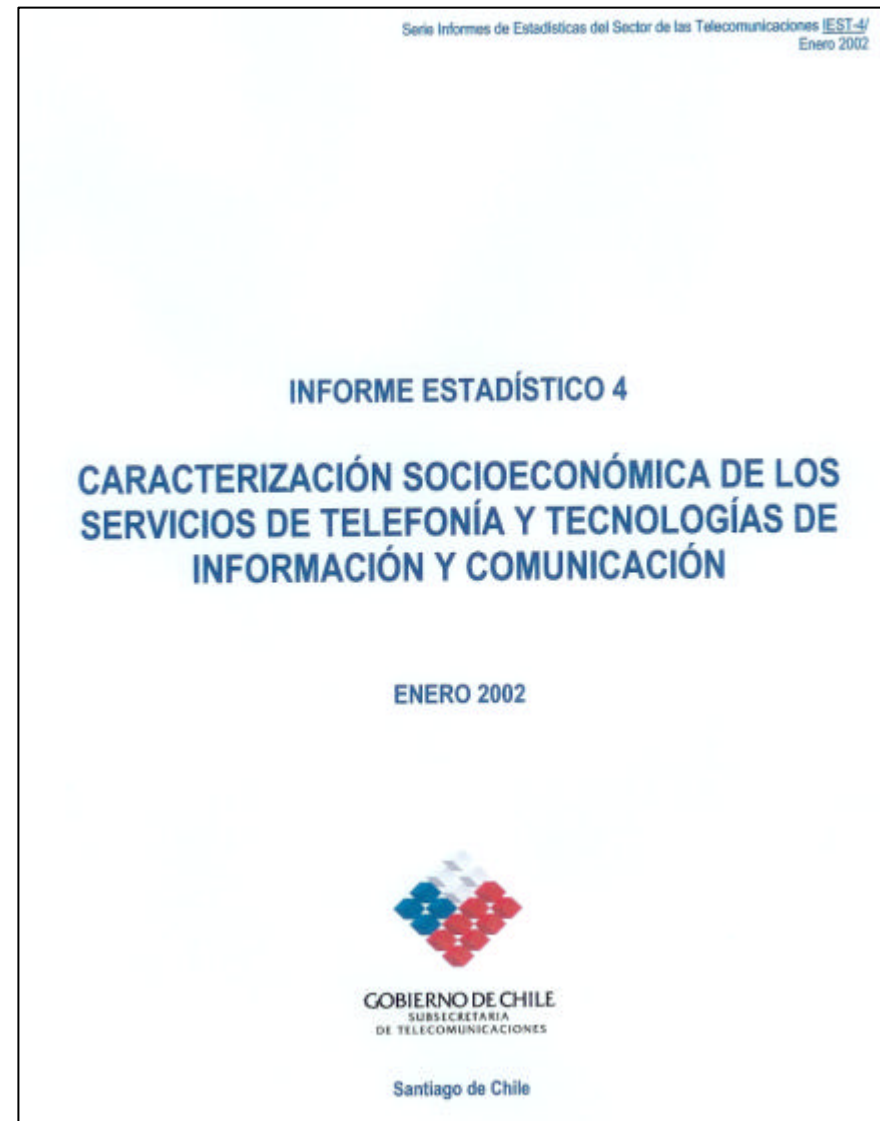 Serie Informes de Estadísticas del Sector de las Telecomunicaciones IEST-4/
Enero 2002
INFORME ESTADÍSTICO 4
CARACTERIZACIÓN SOCIOECONÓMICA DE LOS
SERVICIOS DE TELEFONÍA Y TECNOLOGÍAS DE
INFORMACIÓN Y COMUNICACIÓN
ENERO 2002
GOBIERNO DE CHILE
SUBSECRETARIA
DE TELECOMUNICACIONES
Santiago de Chile